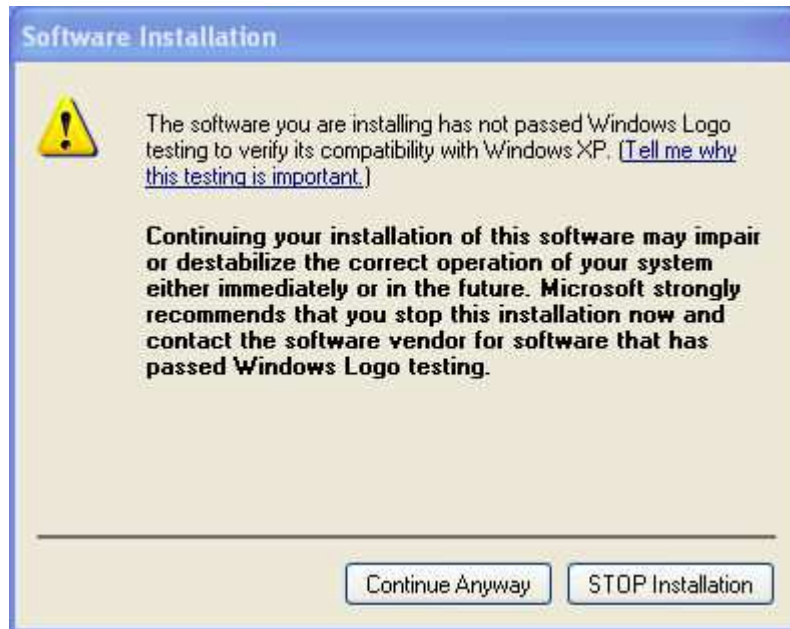 Software Installation
The software you are installing has not passed Windows Logo
testing to verify its compatibility with Windows XP. (Tell me why
this testing is important.)
Continuing your installation of this software may impair
or destabilize the correct operation of your system
either immediately or in the future. Microsoft strongly
recommends that you stop this installation now and
contact the software vendor for software that has
passed Windows Logo testing.
Continue Anyway STOP Installation